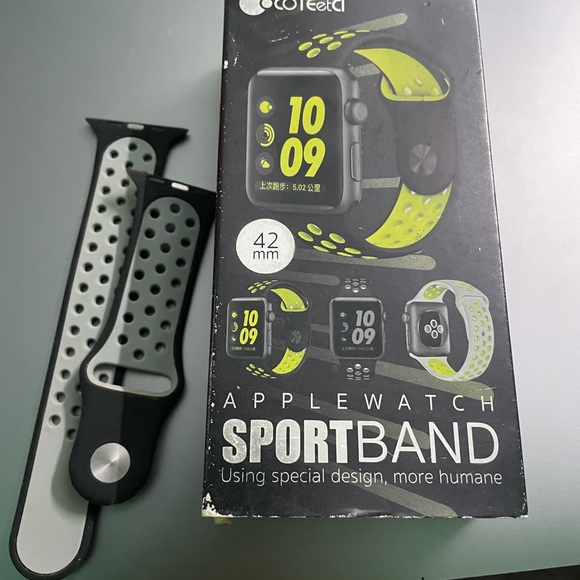 COTEetCI
10
09
上次跑步：5.02 公里
42
mm
10
09
10
09
APPLEWATCH
SPORTBAND
Using special design, more humane